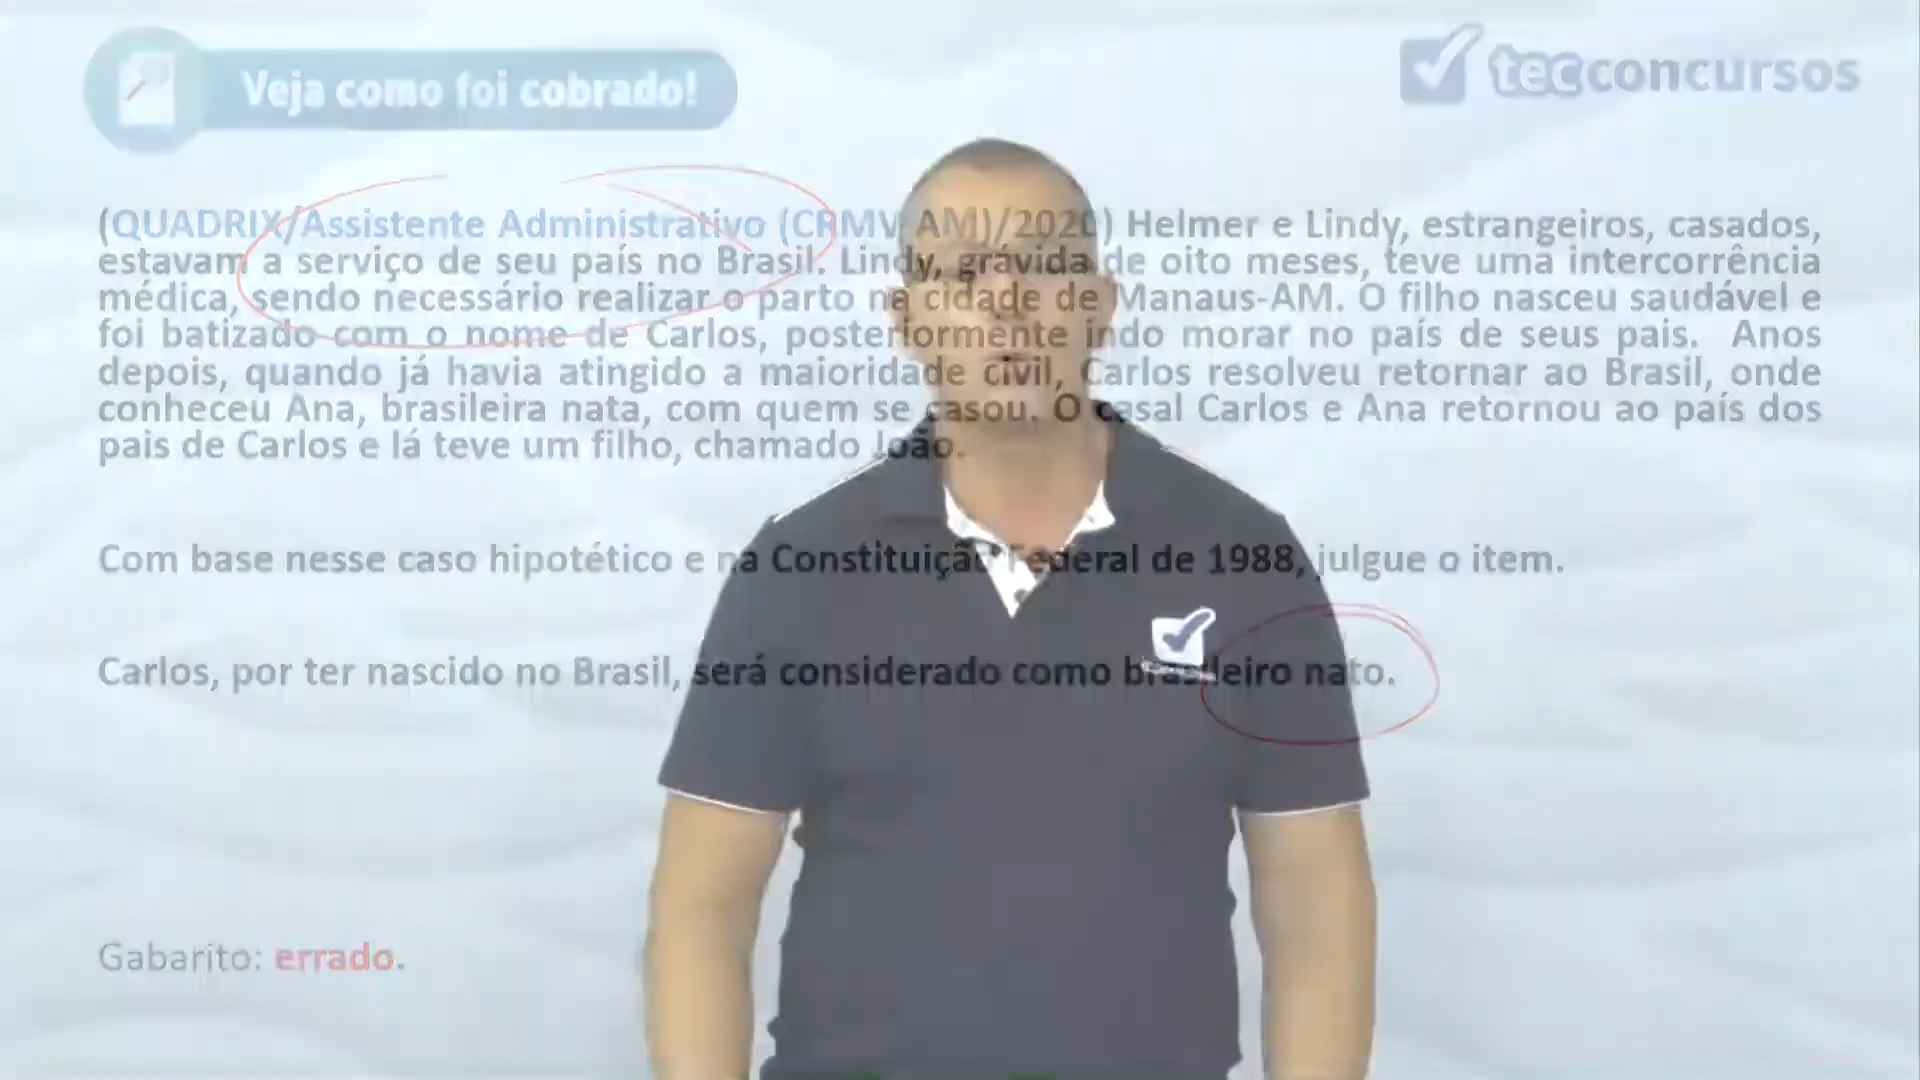 Veja como foi cobrado!
tecconcursos
(QUADRIX/Assistente Administrativo (CRMV AM)/2020) Helmer e Lindy, estrangeiros, casados,
estavam a serviço de seu país no Brasil. Lindy, grávida de oito meses, teve uma intercorrência
médica, sendo necessário realizar o parto na cidade de Manaus-AM. O filho nasceu saudável e
foi batizado com o nome de Carlos, posteriormente indo morar no país de seus pais. Anos
depois, quando já havia atingido a maioridade civil, Carlos resolveu retornar ao Brasil, onde
conheceu Ana, brasileira nata, com quem se casou. O casal Carlos e Ana retornou ao país dos
pais de Carlos e lá teve um filho, chamado João.
Com base nesse caso hipotético e na Constituição Federal de 1988, julgue o item.
Carlos, por ter nascido no Brasil, será considerado como brasileiro nato.
Gabarito: errado.